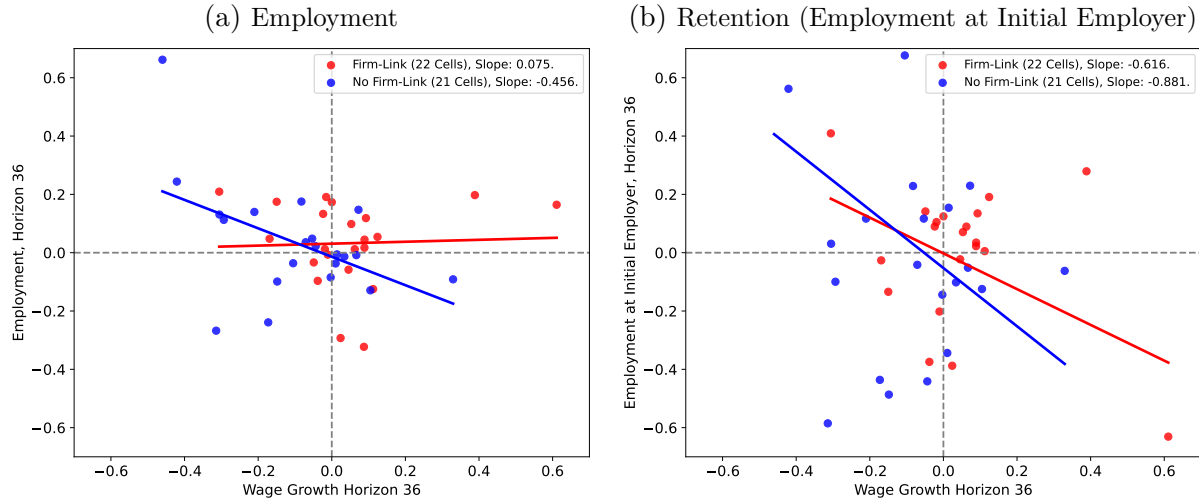 (a) Employment
Firm-Link (22 Cells), Slope: 0.075.
No Firm-Link (21 Cells), Slope: -0.456.
Employment, Horizon 36
0.6
0.4
0.2
0.0
−0.2
−0.4
−0.6
−0.6 −0.4 −0.2 0.0 0.2 0.4 0.6
Wage Growth Horizon 36
(b) Retention (Employment at Initial Employer)
Firm-Link (22 Cells), Slope: -0.616.
No Firm-Link (21 Cells), Slope: -0.881.
Employment at Initial Employer, Horizon 36
0.6
0.4
0.2
0.0
−0.2
−0.4
−0.6
−0.6 −0.4 −0.2 0.0 0.2 0.4 0.6
Wage Growth Horizon 36